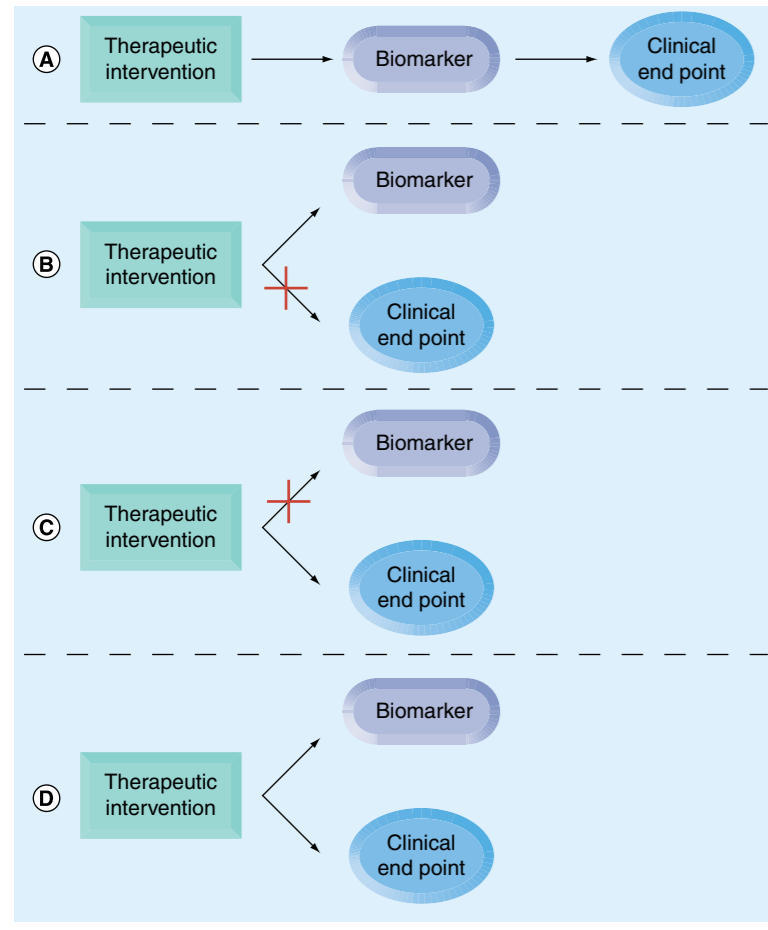 A
Therapeutic
intervention
Biomarker
Clinical
end point
B
Therapeutic
intervention
Biomarker
Clinical
end point
C
Therapeutic
intervention
Biomarker
Clinical
end point
D
Therapeutic
intervention
Biomarker
Clinical
end point